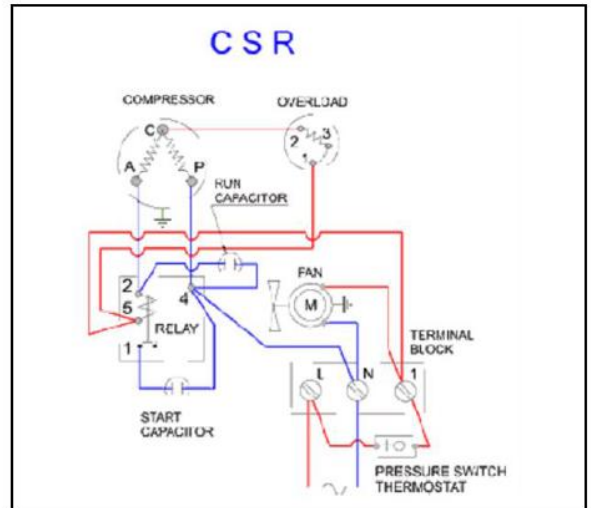 C S R
COMPRESSOR
OVERLOAD
C
2 3
1
A P
RUN
CAPACITOR
2
5
4
RELAY
1
FAN
M
TERMINAL
BLOCK
L N 1
START
CAPACITOR
PRESSURE SWITCH
THERMOSTAT